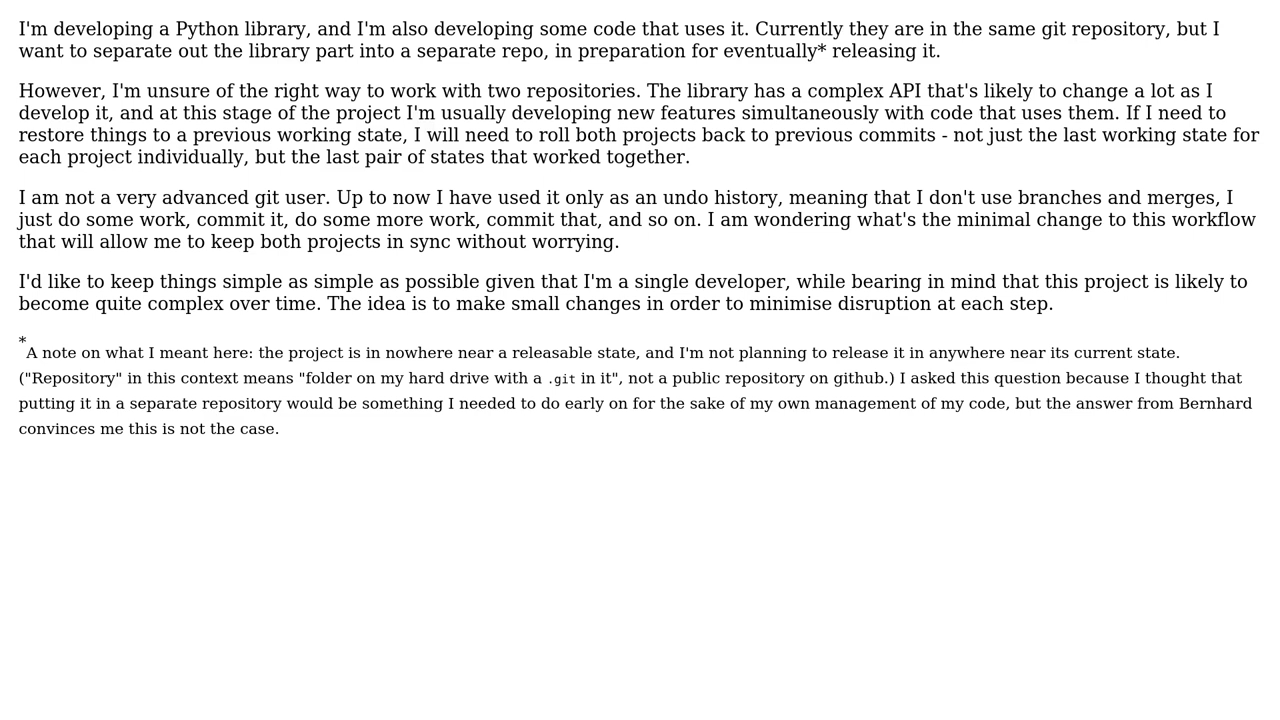 I'm developing a Python library, and I'm also developing some code that uses it. Currently they are in the same git repository, but I
want to separate out the library part into a separate repo, in preparation for eventually* releasing it.
However, I'm unsure of the right way to work with two repositories. The library has a complex API that's likely to change a lot as I
develop it, and at this stage of the project I'm usually developing new features simultaneously with code that uses them. If I need to
restore things to a previous working state, I will need to roll both projects back to previous commits - not just the last working state for
each project individually, but the last pair of states that worked together.
I am not a very advanced git user. Up to now I have used it only as an undo history, meaning that I don't use branches and merges, I
just do some work, commit it, do some more work, commit that, and so on. I am wondering what's the minimal change to this workflow
that will allow me to keep both projects in sync without worrying.
I'd like to keep things simple as simple as possible given that I'm a single developer, while bearing in mind that this project is likely to
become quite complex over time. The idea is to make small changes in order to minimise disruption at each step.
*A note on what I meant here: the project is in nowhere near a releasable state, and I'm not planning to release it in anywhere near its current state.
("Repository" in this context means "folder on my hard drive with a .git in it", not a public repository on github.) I asked this question because I thought that
putting it in a separate repository would be something I needed to do early on for the sake of my own management of my code, but the answer from Bernhard
convinces me this is not the case.